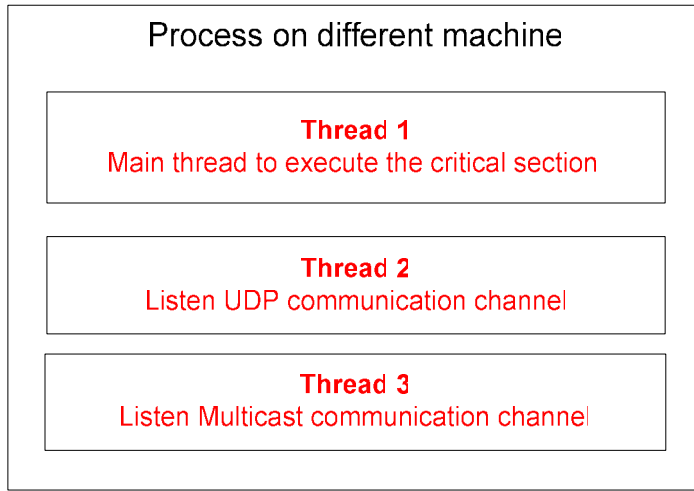 Process on different machine
Thread 1
Main thread to execute the critical section
Thread 2
Listen UDP communication channel
Thread 3
Listen Multicast communication channel